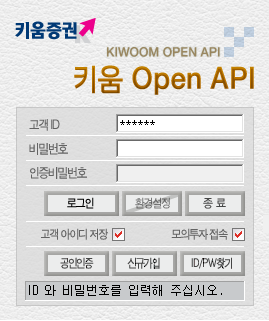 키움증권
KIWOOM OPEN API
키움 Open API
고객 ID ******
비밀번호
인증비밀번호
로그인 환경설정 종 료
고객 아이디 저장 모의투자 접속
공인인증 신규가입 ID/PW찾기
ID 와 비밀번호를 입력해 주십시오.